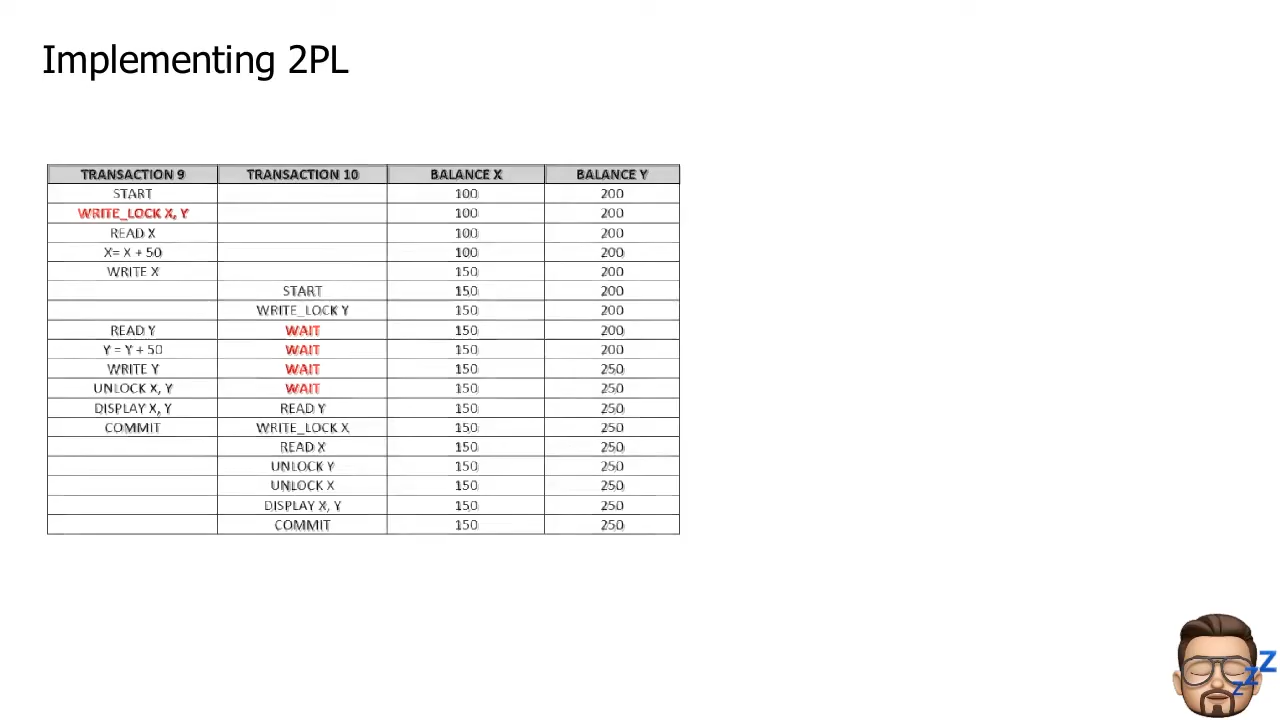 Implementing 2PL
TRANSACTION 9 TRANSACTION 10 BALANCE X BALANCE Y
START 100 200
WRITE_LOCK X, Y 100 200
READ X 100 200
X= X + 50 100 200
WRITE X 150 200
START 150 200
WRITE_LOCK Y 150 200
READ Y WAIT 150 200
Y = Y + 50 WAIT 150 200
WRITE Y WAIT 150 250
UNLOCK X, Y WAIT 150 250
DISPLAY X, Y READ Y 150 250
COMMIT WRITE_LOCK X 150 250
READ X 150 250
UNLOCK Y 150 250
UNLOCK X 150 250
DISPLAY X, Y 150 250
COMMIT 150 250
z z Z